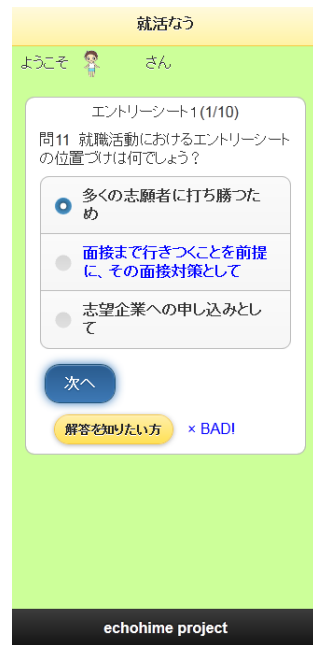 就活なう
ようこそ さん
エントリーシート1(1/10)
問11 就職活動におけるエントリーシート
の位置づけは何でしょう？
多くの志願者に打ち勝つた
め
面接まで行きつくことを前提
に、その面接対策として
志望企業への申し込みとし
て
次へ
解答を知りたい方 × BAD!
echohime project